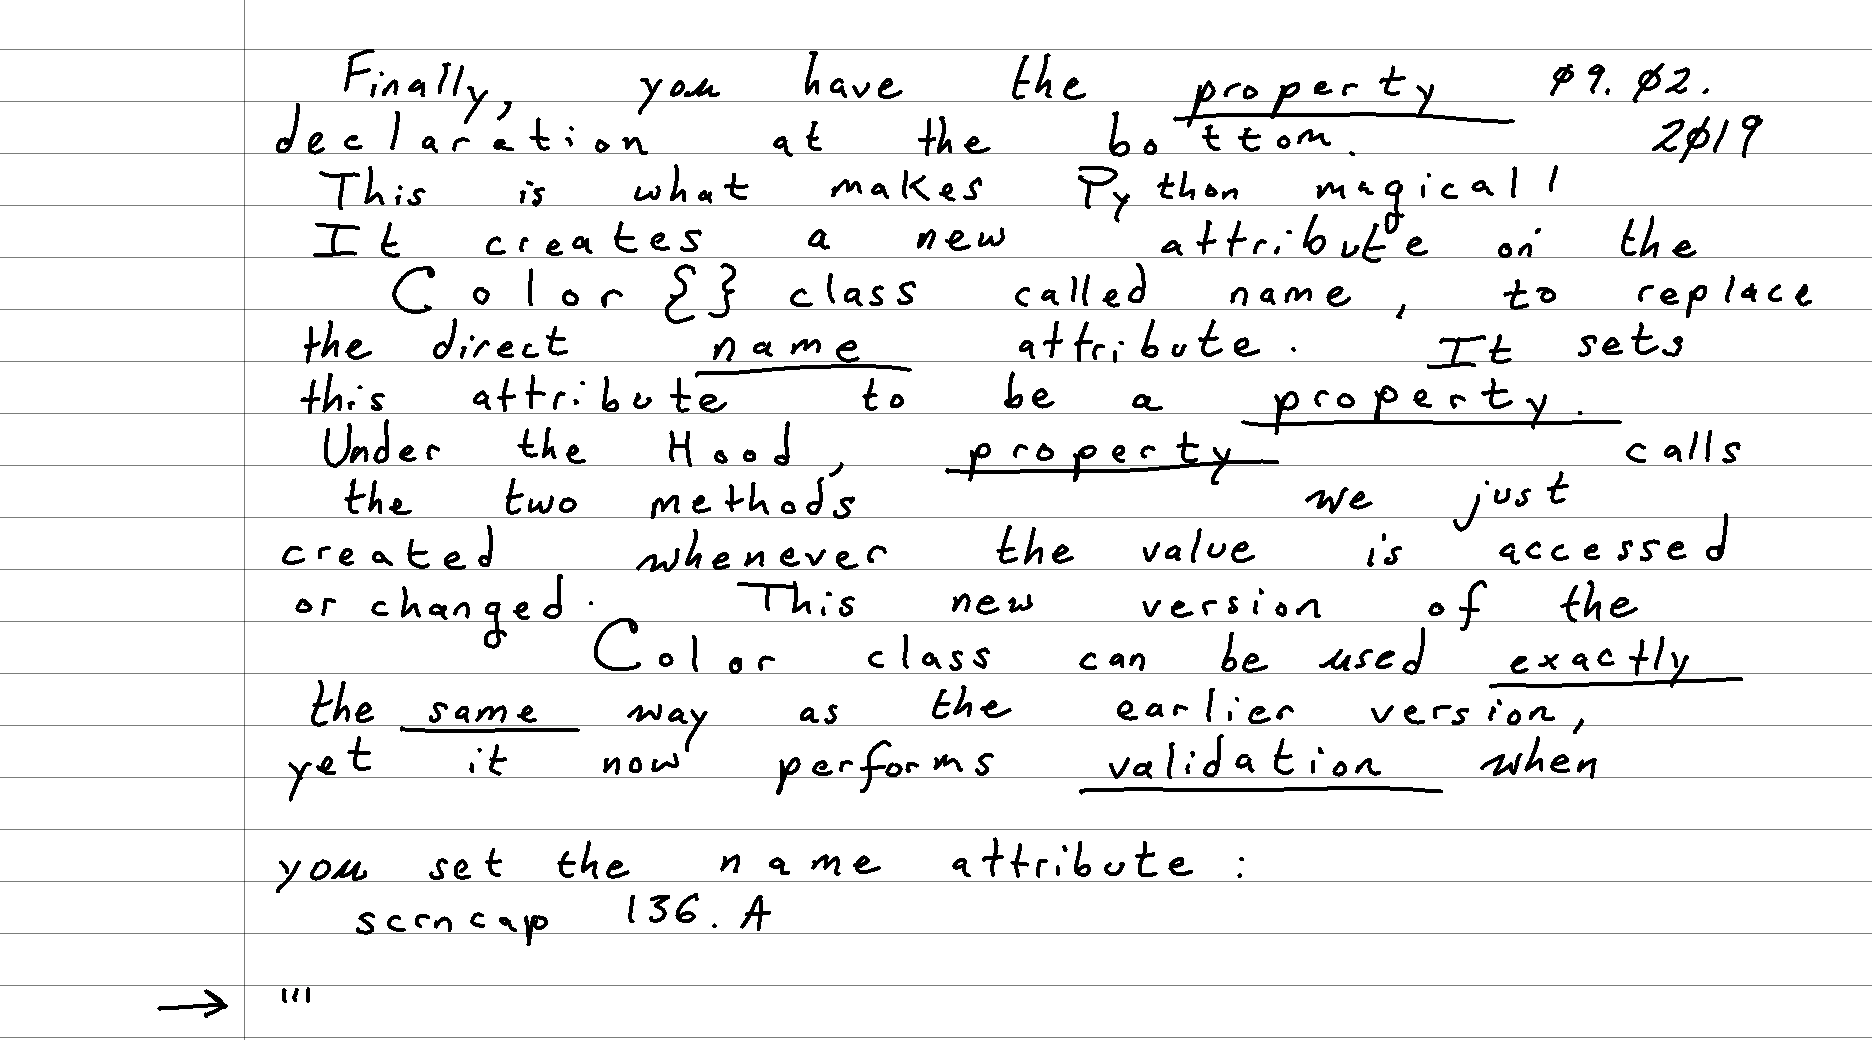 Finally, you have the property ø9. ø2.
declaration at the bottom. 2ø19
This is what makes Python magical!
It creates a new attribute on the
Color {} class called name, to replace
the direct name attribute. It sets
this attribute to be a property.
Under the Hood, property calls
the two methods we just
created whenever the value is accessed
or changed. This new version of the
Color class can be used exactly
the same way as the earlier version,
yet it now performs validation when
you set the name attribute:
scrncap 136.A
→ '''